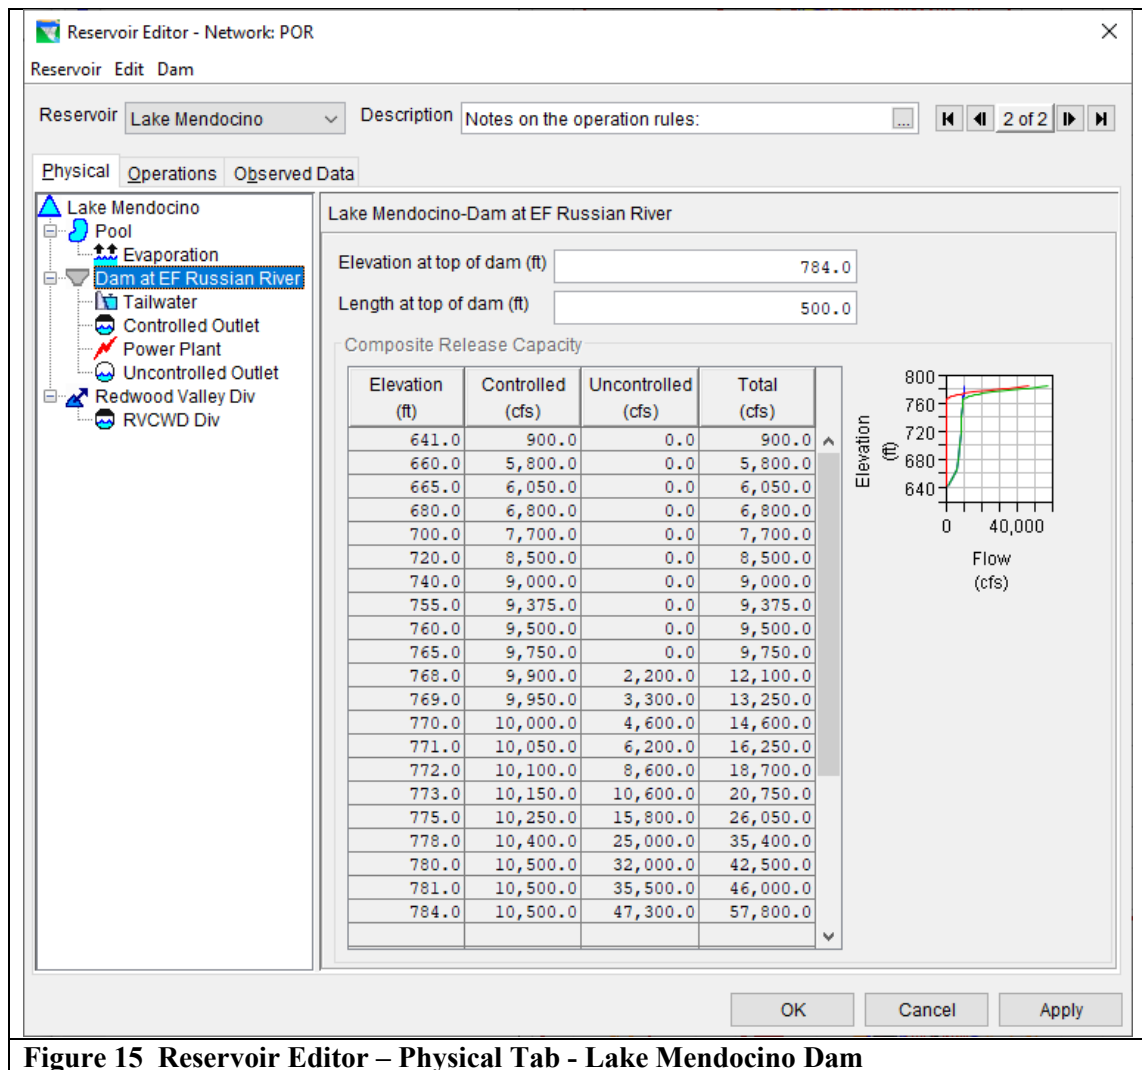 Reservoir Editor - Network: POR
Reservoir Edit Dam
Reservoir Lake Mendocino Description Notes on the operation rules: ... 2 of 2
Physical Operations Observed Data
Lake Mendocino
Pool
Evaporation
Dam at EF Russian River
Tailwater
Controlled Outlet
Power Plant
Uncontrolled Outlet
Redwood Valley Div
RVCWD Div
Lake Mendocino-Dam at EF Russian River
Elevation at top of dam (ft) 784.0
Length at top of dam (ft) 500.0
Composite Release Capacity
Elevation Controlled Uncontrolled Total
(ft) (cfs) (cfs) (cfs)
641.0 900.0 0.0 900.0
660.0 5,800.0 0.0 5,800.0
665.0 6,050.0 0.0 6,050.0
680.0 6,800.0 0.0 6,800.0
700.0 7,700.0 0.0 7,700.0
720.0 8,500.0 0.0 8,500.0
740.0 9,000.0 0.0 9,000.0
755.0 9,375.0 0.0 9,375.0
760.0 9,500.0 0.0 9,500.0
765.0 9,750.0 0.0 9,750.0
768.0 9,900.0 2,200.0 12,100.0
769.0 9,950.0 3,300.0 13,250.0
770.0 10,000.0 4,600.0 14,600.0
771.0 10,050.0 6,200.0 16,250.0
772.0 10,100.0 8,600.0 18,700.0
773.0 10,150.0 10,600.0 20,750.0
775.0 10,250.0 15,800.0 26,050.0
778.0 10,400.0 25,000.0 35,400.0
780.0 10,500.0 32,000.0 42,500.0
781.0 10,500.0 35,500.0 46,000.0
784.0 10,500.0 47,300.0 57,800.0
Elevation
(ft)
800
760
720
680
640
0 40,000
Flow
(cfs)
OK Cancel Apply
Figure 15 Reservoir Editor – Physical Tab - Lake Mendocino Dam